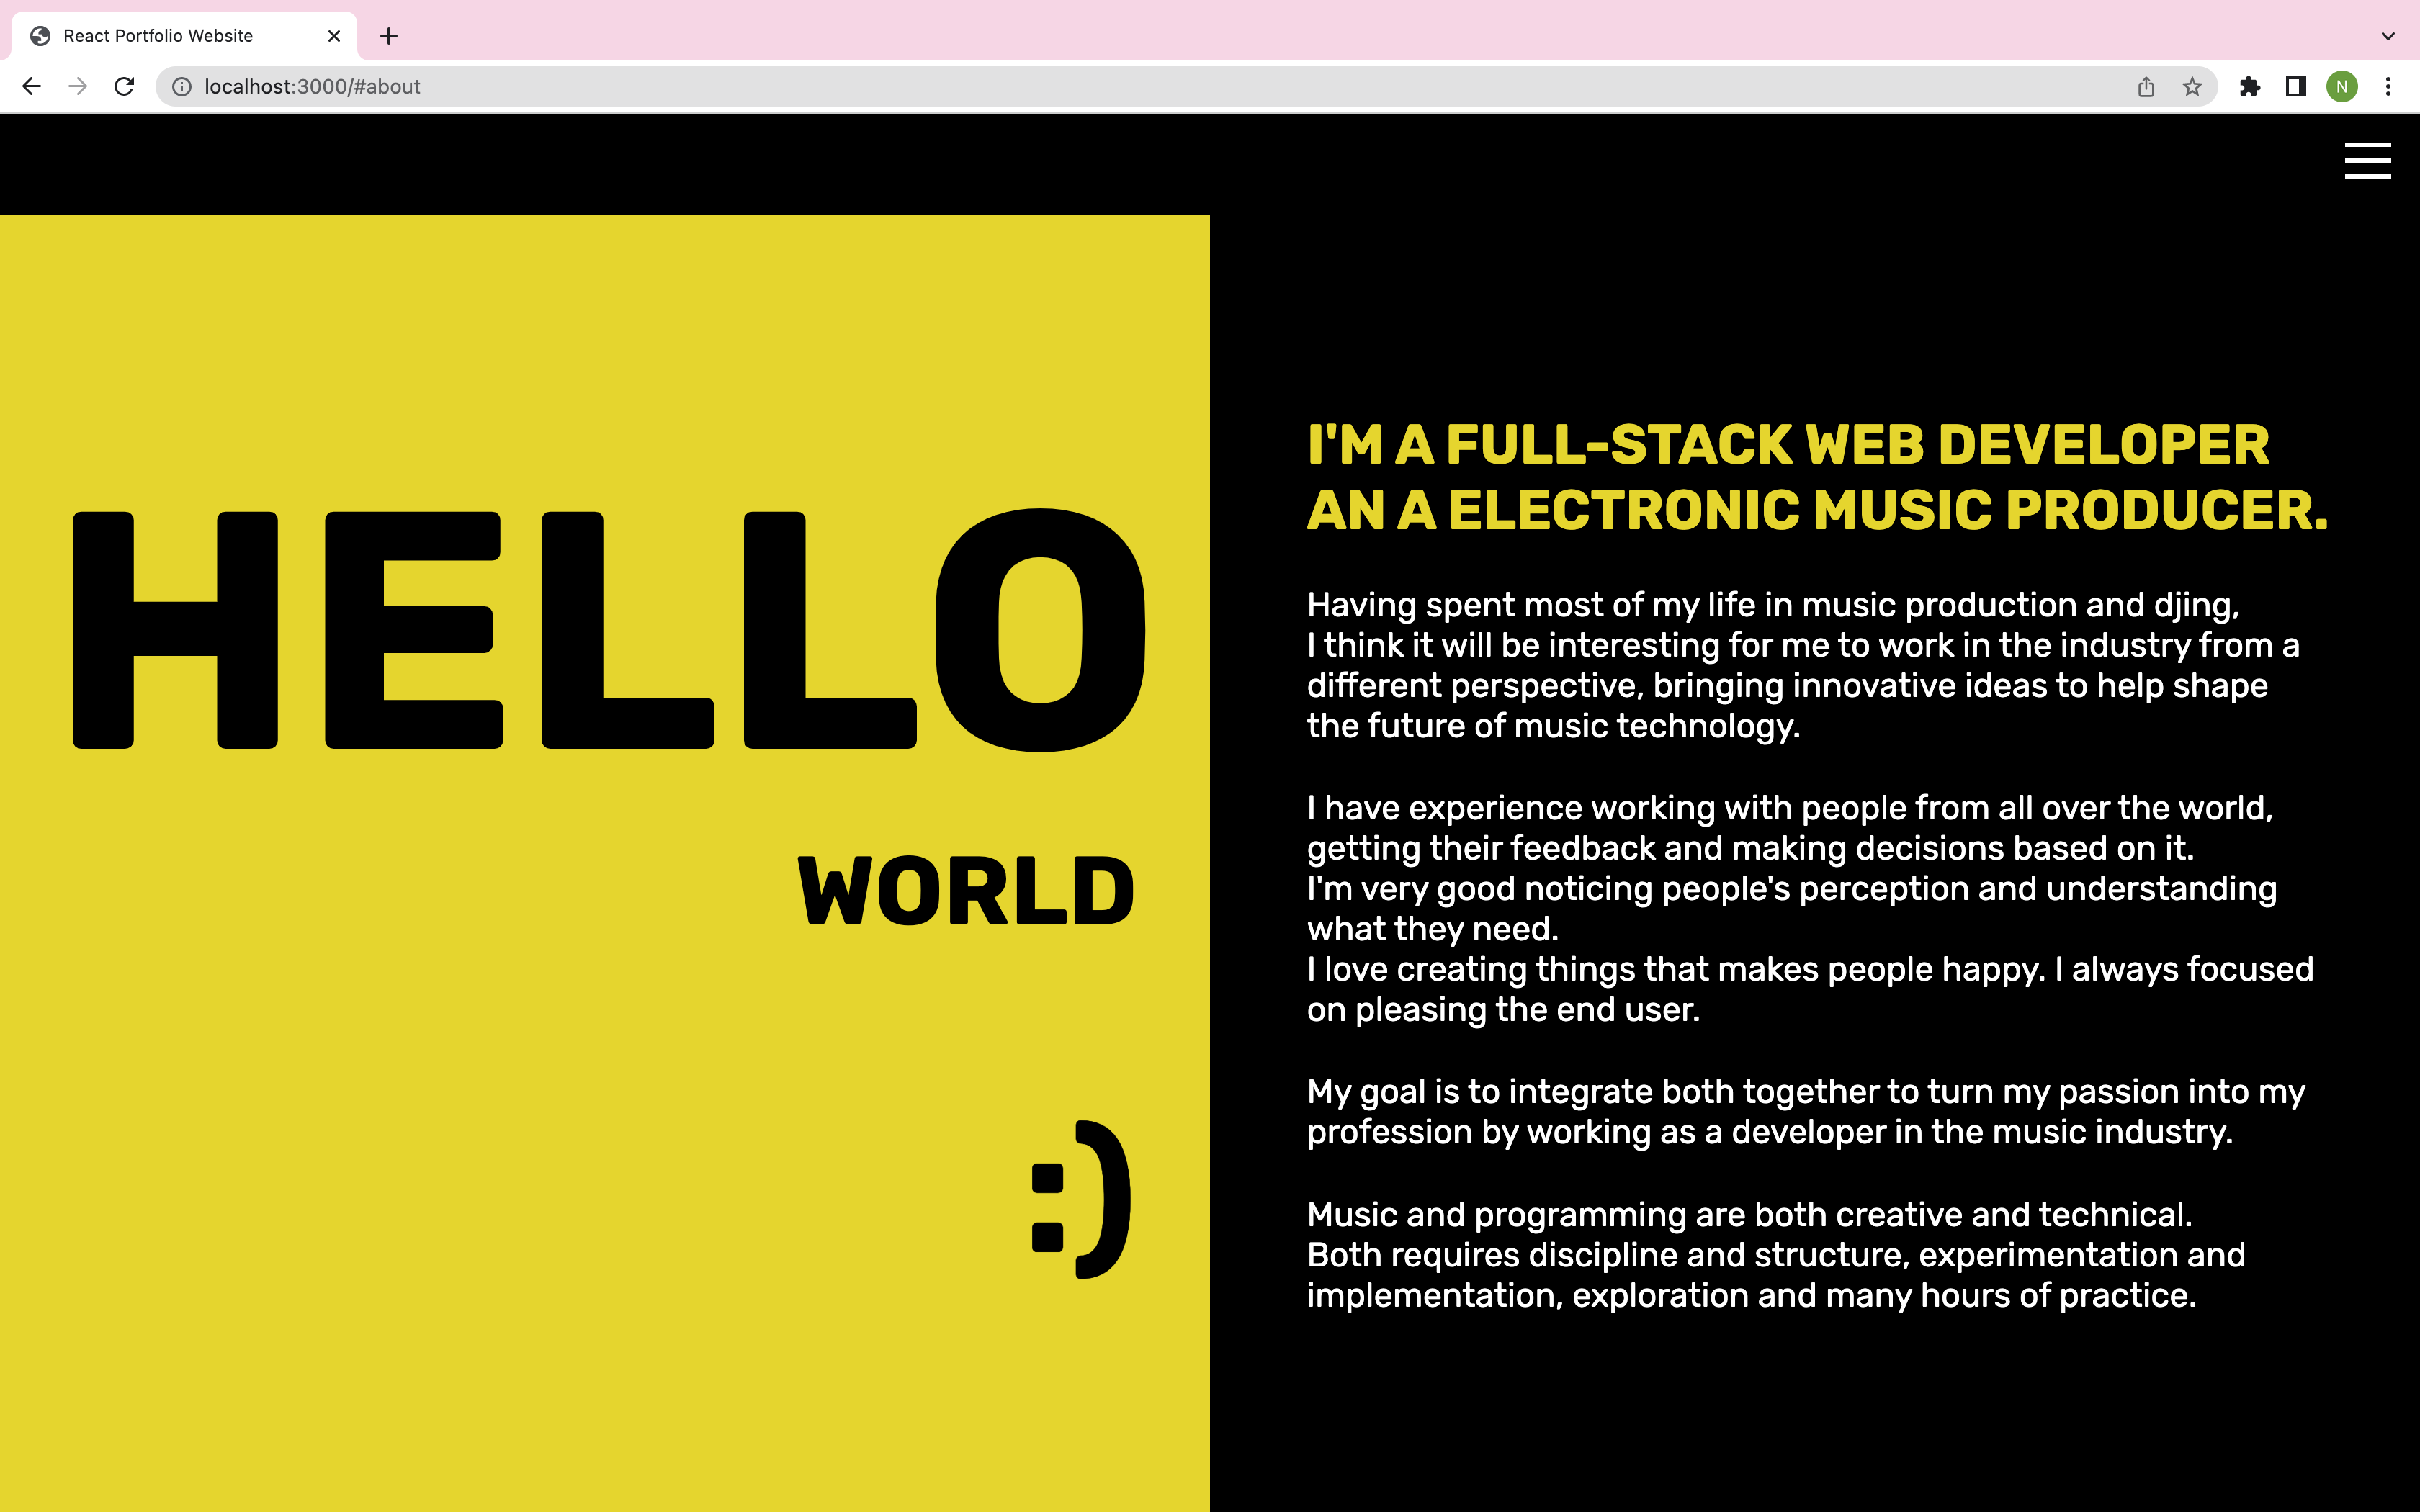 React Portfolio Website
localhost:3000/#about
N
HELLO
WORLD
:)
I'M A FULL-STACK WEB DEVELOPER
AN A ELECTRONIC MUSIC PRODUCER.
Having spent most of my life in music production and djing,
I think it will be interesting for me to work in the industry from a
different perspective, bringing innovative ideas to help shape
the future of music technology.
I have experience working with people from all over the world,
getting their feedback and making decisions based on it.
I'm very good noticing people's perception and understanding
what they need.
I love creating things that makes people happy. I always focused
on pleasing the end user.
My goal is to integrate both together to turn my passion into my
profession by working as a developer in the music industry.
Music and programming are both creative and technical.
Both requires discipline and structure, experimentation and
implementation, exploration and many hours of practice.